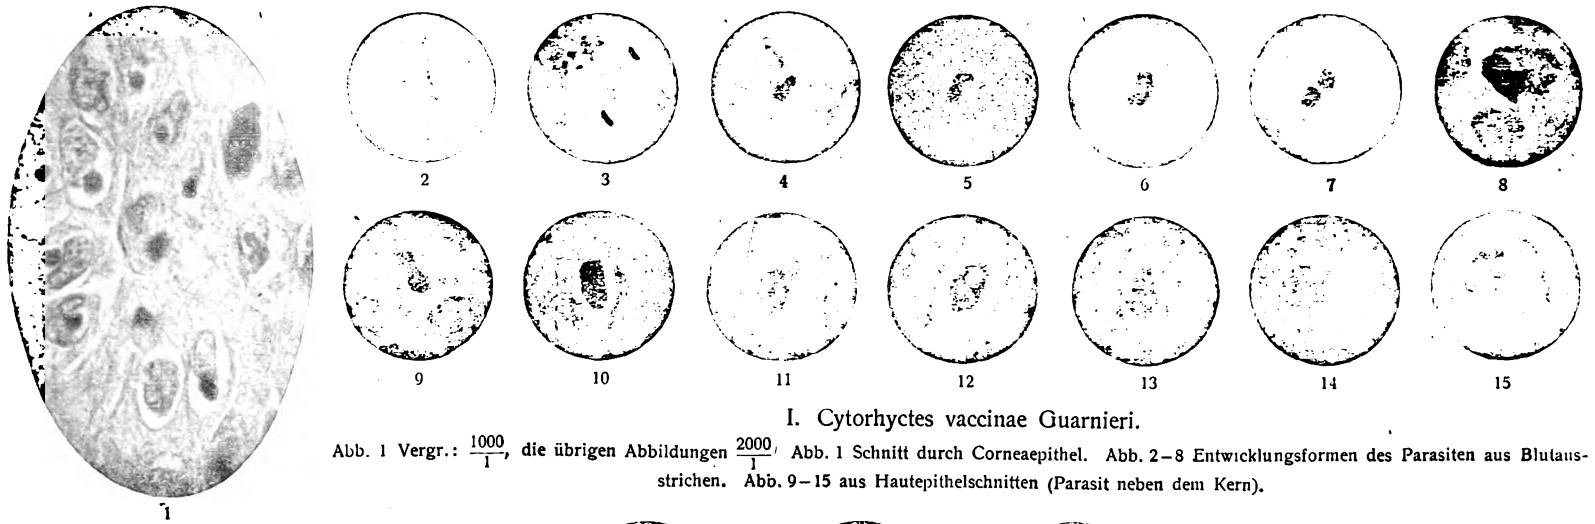 2 3 4 5 6 7 8
9 10 11 12 13 14 15
1
I. Cytorhyctes vaccinae Guarnieri.
Abb. 1 Vergr.: 1000/1, die übrigen Abbildungen 2000/1, Abb. 1 Schnitt durch Corneaepithel. Abb. 2–8 Entwicklungsformen des Parasiten aus Blutaus-
strichen. Abb. 9–15 aus Hautepithelschnitten (Parasit neben dem Kern).